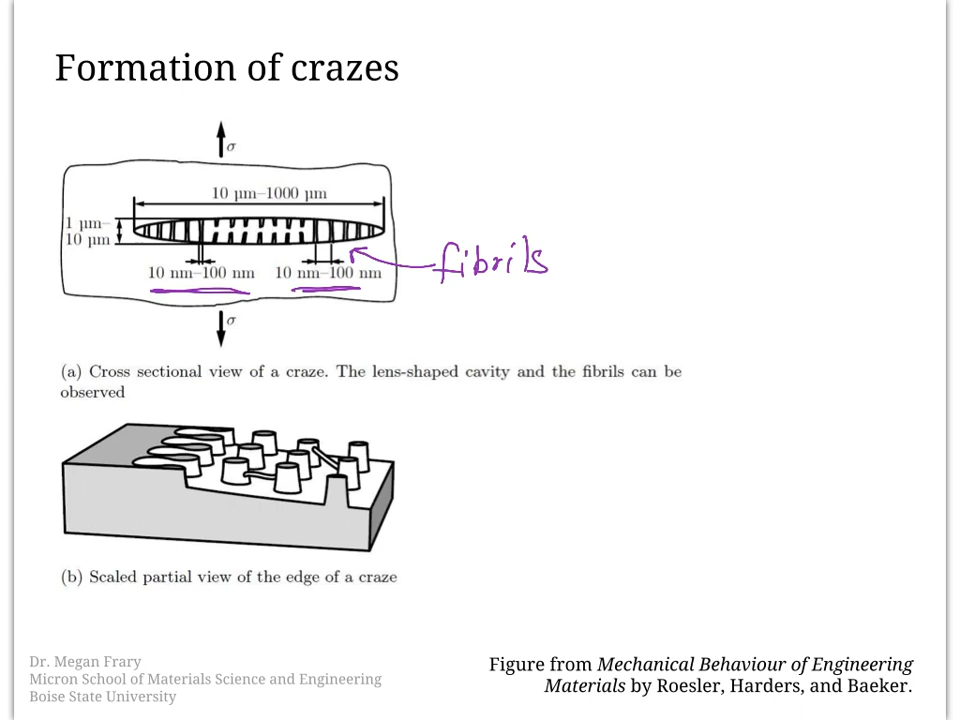 Formation of crazes
σ
10 µm–1000 µm
1 µm–
10 µm
10 nm–100 nm 10 nm–100 nm
fibrils
σ
(a) Cross sectional view of a craze. The lens-shaped cavity and the fibrils can be
observed
(b) Scaled partial view of the edge of a craze
Dr. Megan Frary
Micron School of Materials Science and Engineering
Boise State University
Figure from Mechanical Behaviour of Engineering
Materials by Roesler, Harders, and Baeker.